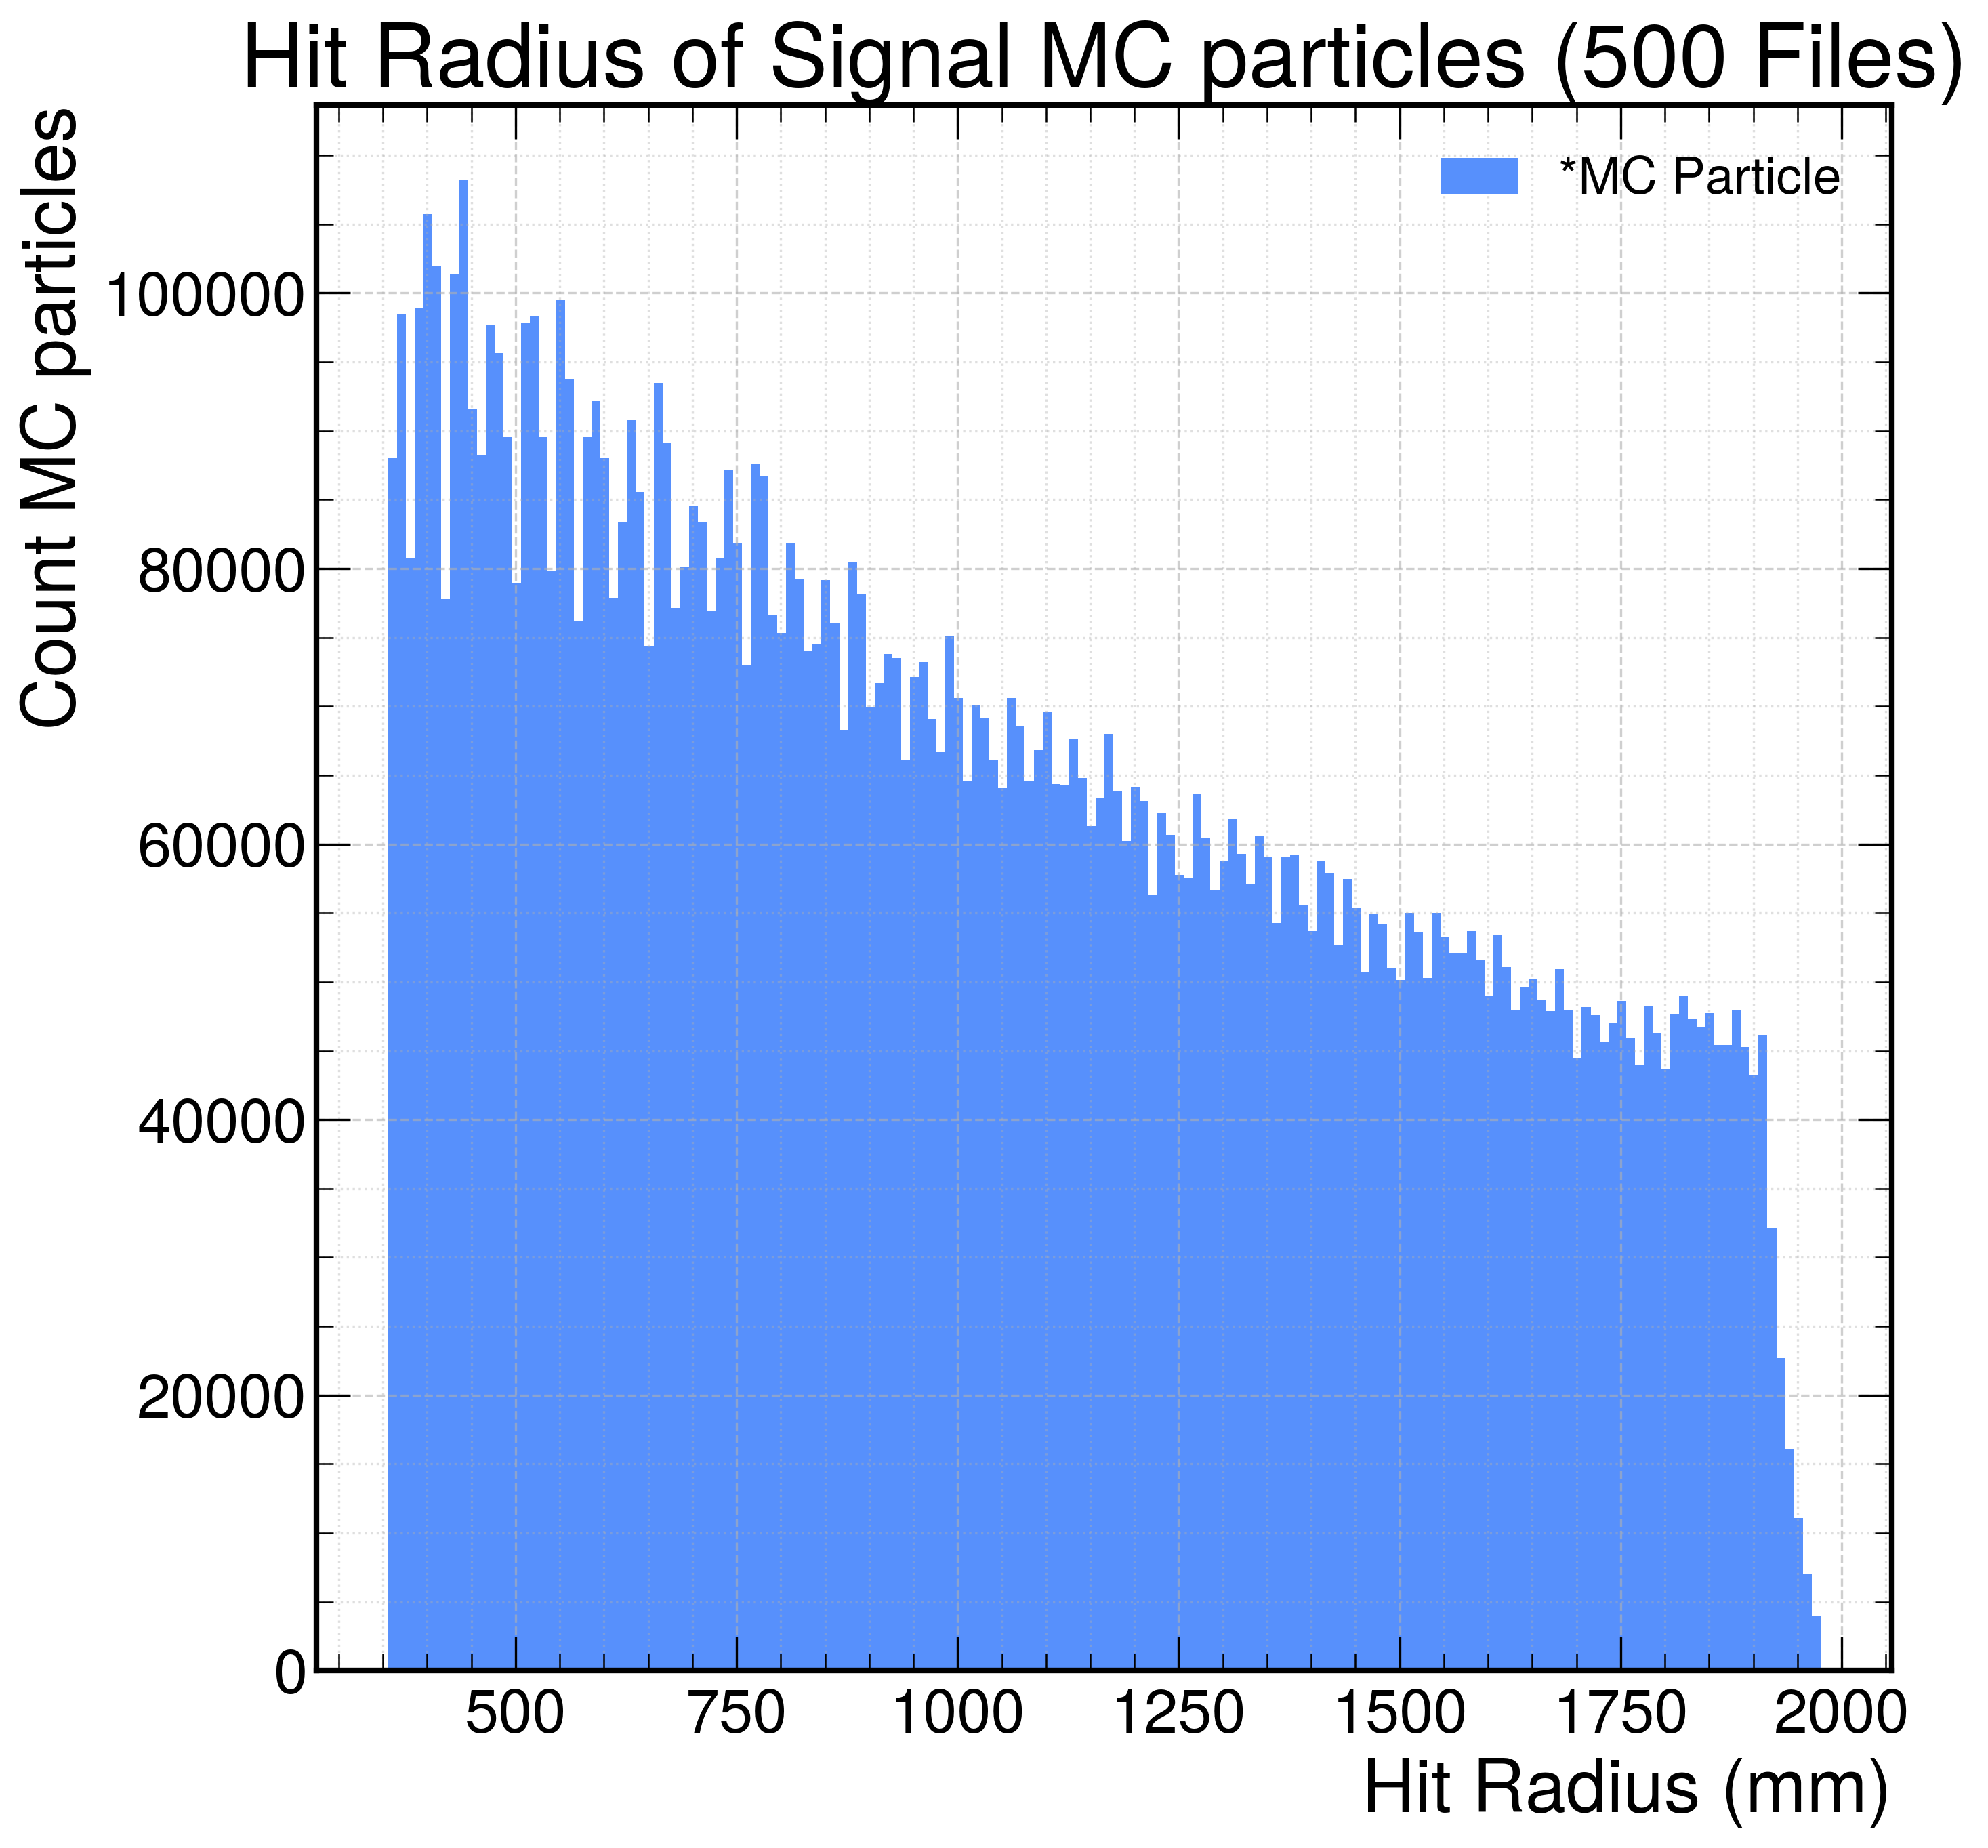 Hit Radius of Signal MC particles (500 Files)
*MC Particle
Count MC particles
100000
80000
60000
40000
20000
0
500 750 1000 1250 1500 1750 2000
Hit Radius (mm)